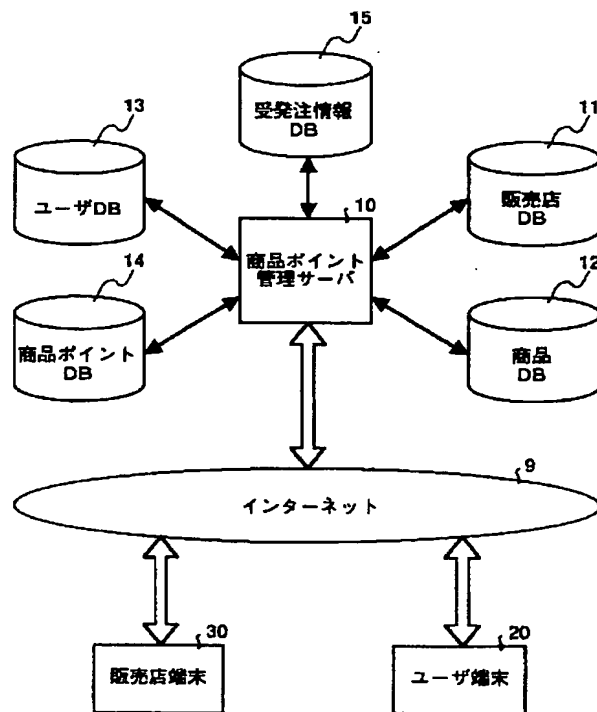 15
受発注情報
DB
13
ユーザDB
11
販売店
DB
10
商品ポイント
管理サーバ
14
商品ポイント
DB
12
商品
DB
9
インターネット
30
販売店端末
20
ユーザ端末